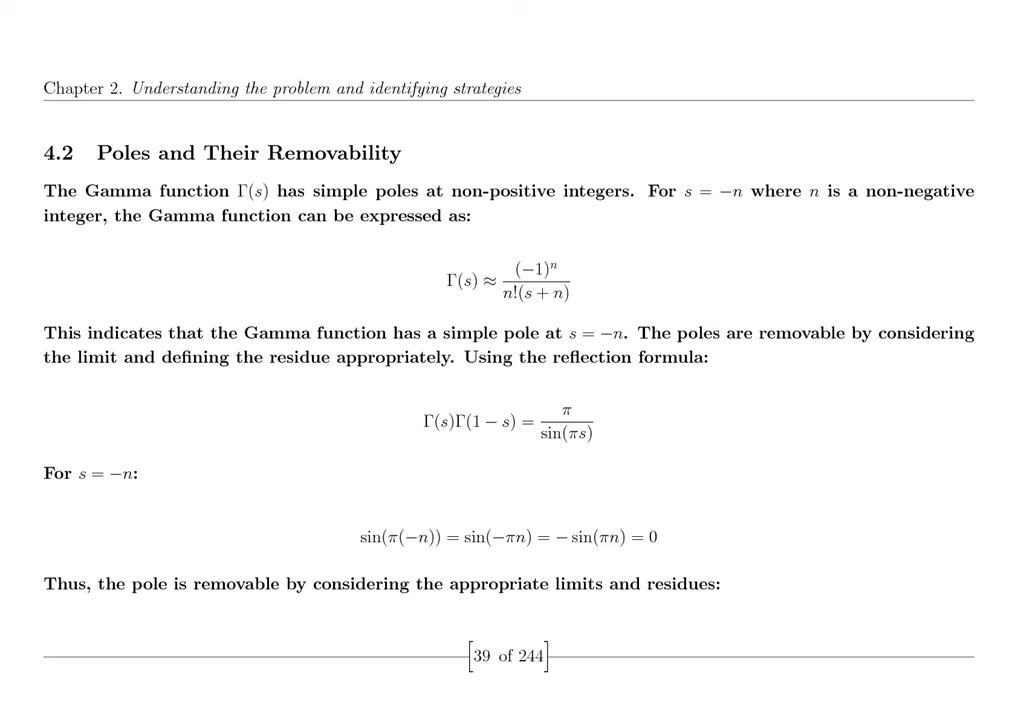 Chapter 2. Understanding the problem and identifying strategies
4.2 Poles and Their Removability
The Gamma function Γ(s) has simple poles at non-positive integers. For s = −n where n is a non-negative
integer, the Gamma function can be expressed as:
Γ(s) ≈ (−1)ⁿ / n!(s + n)
This indicates that the Gamma function has a simple pole at s = −n. The poles are removable by considering
the limit and defining the residue appropriately. Using the reflection formula:
Γ(s)Γ(1 − s) = π / sin(πs)
For s = −n:
sin(π(−n)) = sin(−πn) = − sin(πn) = 0
Thus, the pole is removable by considering the appropriate limits and residues:
[39 of 244]